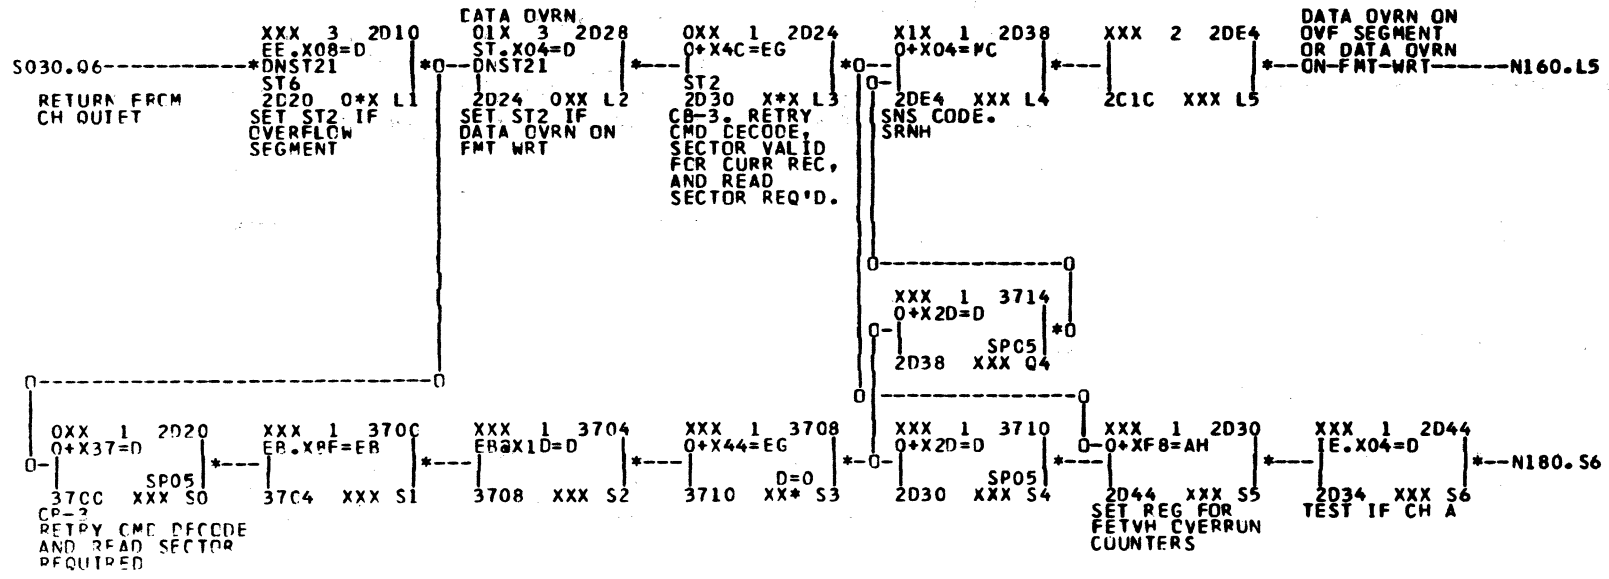 DATA OVRN
XXX 3 2D10
01X 3 2D28
0XX 1 2D24
X1X 1 2D38
XXX 2 2DE4
DATA OVRN ON
OVF SEGMENT
OR DATA OVRN
ON-FMT-WRT------N160.L5
EE.X08=D
ST.X04=D
0+X4C=EG
0+X04=MC
S030.Q6----------*DNST21
*O--DNST21
ST6
ST2
2D20 0*X L1
2D24 0XX L2
2D30 X*X L3
2DE4 XXX L4
2C1C XXX L5
RETURN FRCM
CH QUIET
SET ST2 IF
OVERFLOW
SEGMENT
SET ST2 IF
DATA OVRN ON
FMT WRT
CB-3. RETRY
CMD DECODE,
SECTOR VALID
FCR CURR REC,
AND READ
SECTOR REQ'D.
SNS CODE.
SRNH
XXX 1 3714
0+X2D=D
SP05
2D38 XXX Q4
0XX 1 2D20
XXX 1 370C
XXX 1 3704
XXX 1 3708
XXX 1 3710
XXX 1 2D30
XXX 1 2D44
0+X37=D
EB.XBF=EB
EB@X1D=D
0+X44=EG
0+X2D=D
0+XF8=AH
IE.X04=D
SP05
D=0
SP05
*--N180.S6
37CC XXX S0
37C4 XXX S1
3708 XXX S2
3710 XX* S3
2D30 XXX S4
2D44 XXX S5
2D34 XXX S6
CB-3
RETRY CMD DECODE
AND READ SECTOR
REQUIRED
SET REG FOR
FETVH OVERRUN
COUNTERS
TEST IF CH A